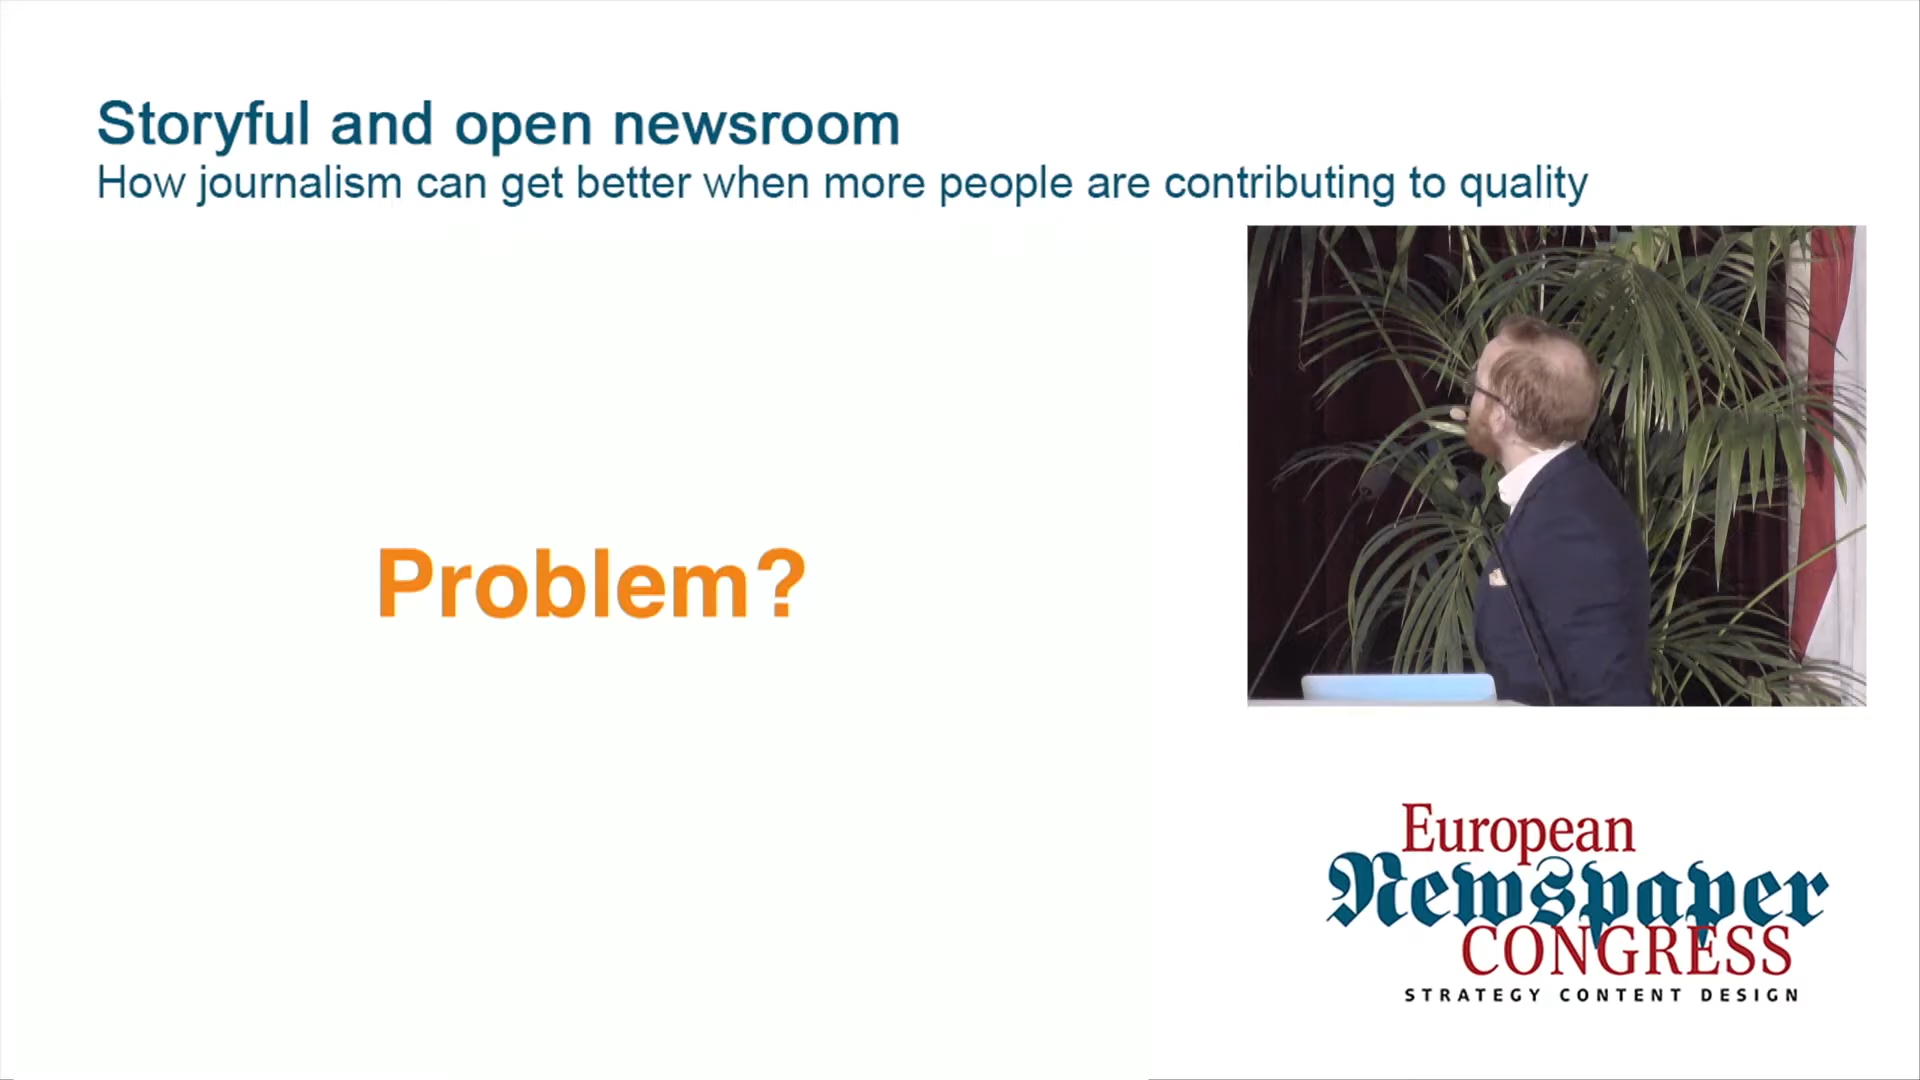 Storyful and open newsroom
How journalism can get better when more people are contributing to quality
Problem?
European
Newspaper
CONGRESS
STRATEGY CONTENT DESIGN